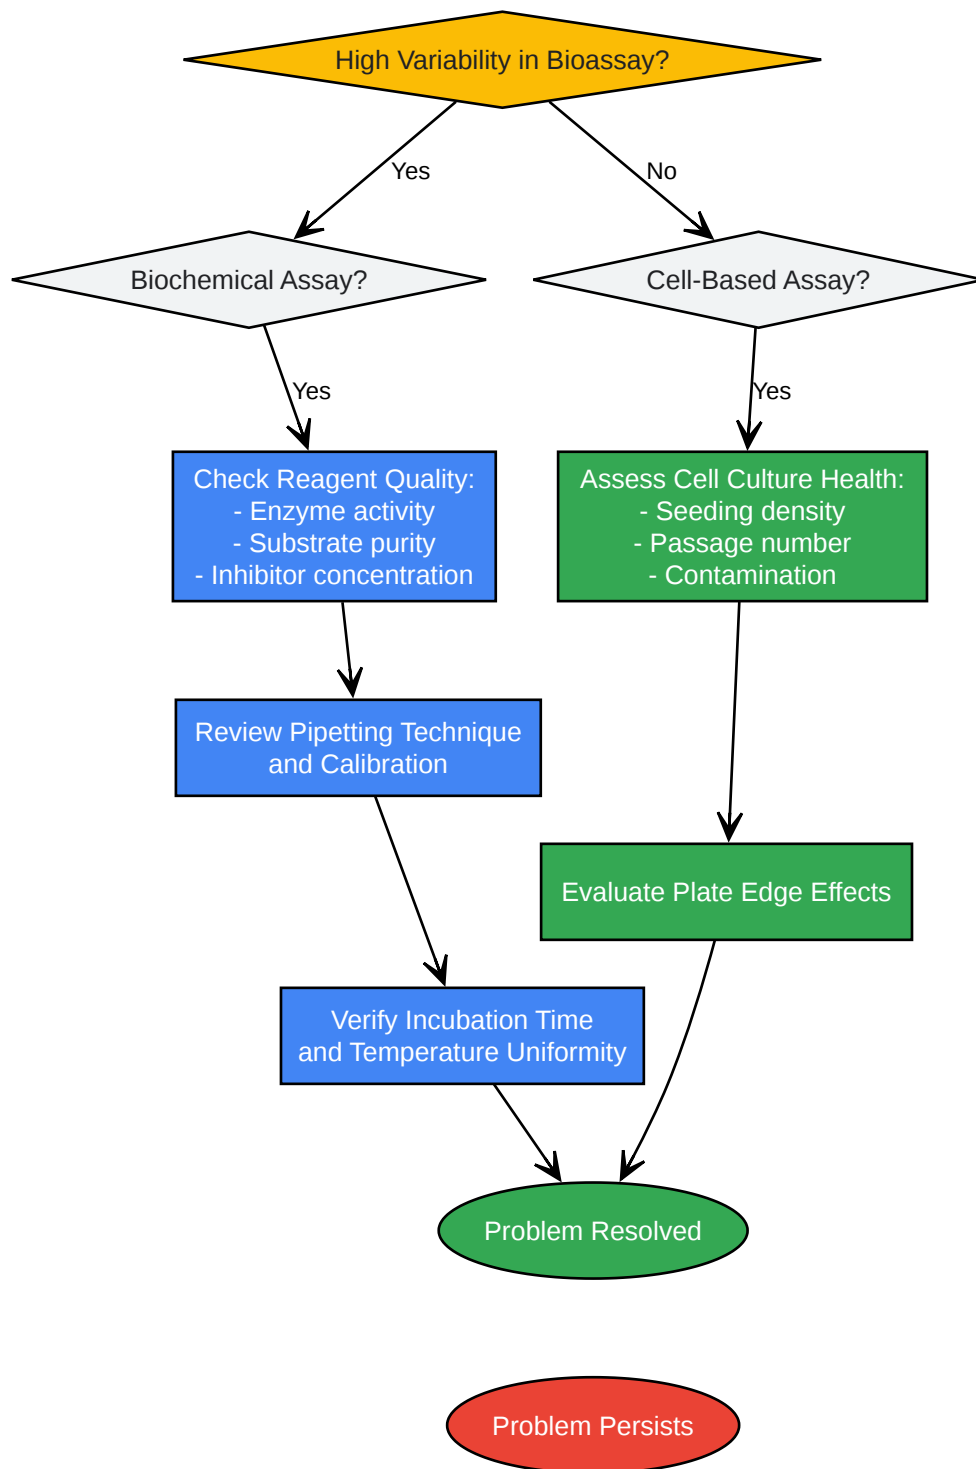 High Variability in Bioassay?
Yes
No
Biochemical Assay?
Cell-Based Assay?
Yes
Yes
Check Reagent Quality:
- Enzyme activity
- Substrate purity
- Inhibitor concentration
Assess Cell Culture Health:
- Seeding density
- Passage number
- Contamination
Review Pipetting Technique
and Calibration
Evaluate Plate Edge Effects
Verify Incubation Time
and Temperature Uniformity
Problem Resolved
Problem Persists